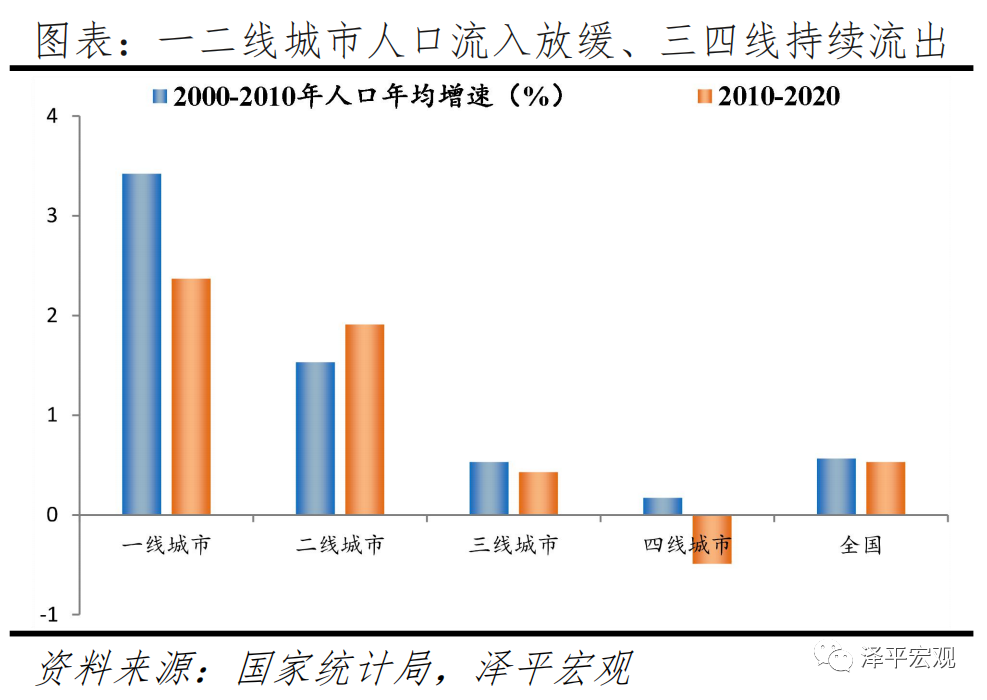 图表：一二线城市人口流入放缓、三四线持续流出
2000-2010年人口年均增速（%） 2010-2020
4
3
2
1
0
-1
一线城市 二线城市 三线城市 四线城市 全国
资料来源：国家统计局，泽平宏观
泽平宏观